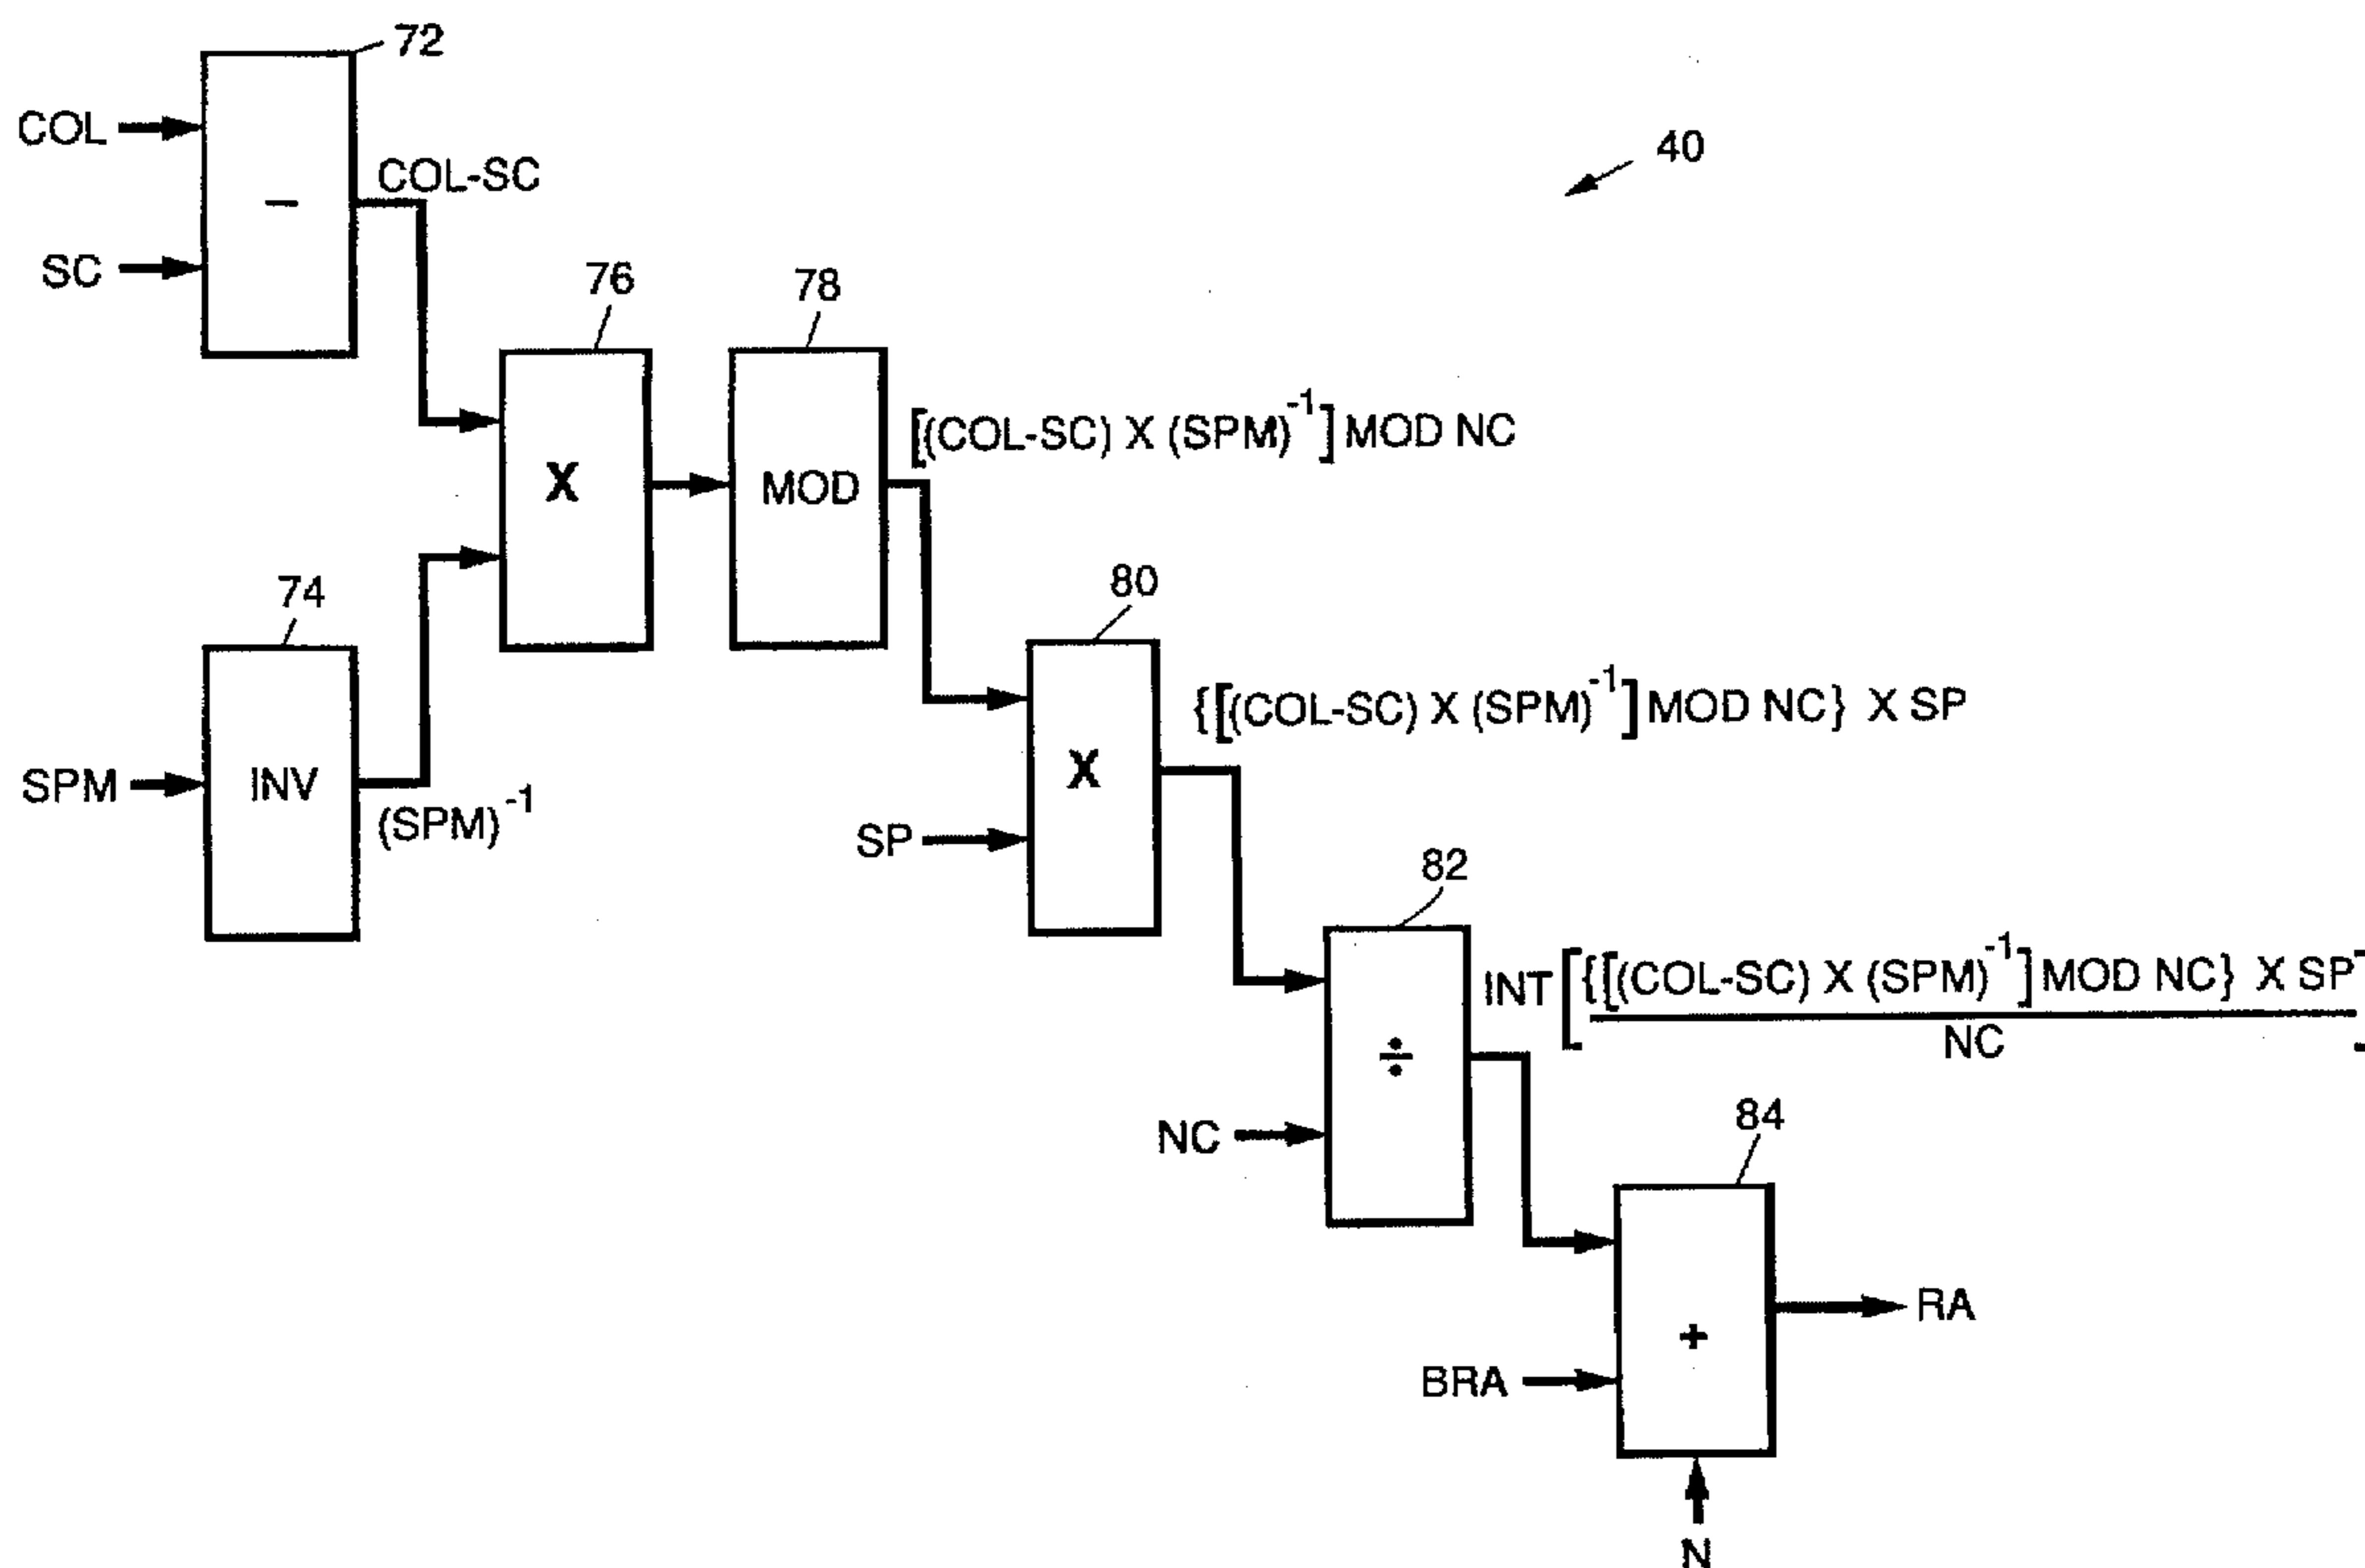 72
COL
COL-SC
−
SC
40
76
78
X
MOD
[(COL-SC) X (SPM)⁻¹] MOD NC
74
SPM
INV
(SPM)⁻¹
80
{[(COL-SC) X (SPM)⁻¹] MOD NC} X SP
X
SP
82
INT [{[(COL-SC) X (SPM)⁻¹] MOD NC} X SP
NC]
÷
NC
84
RA
+
BRA
N